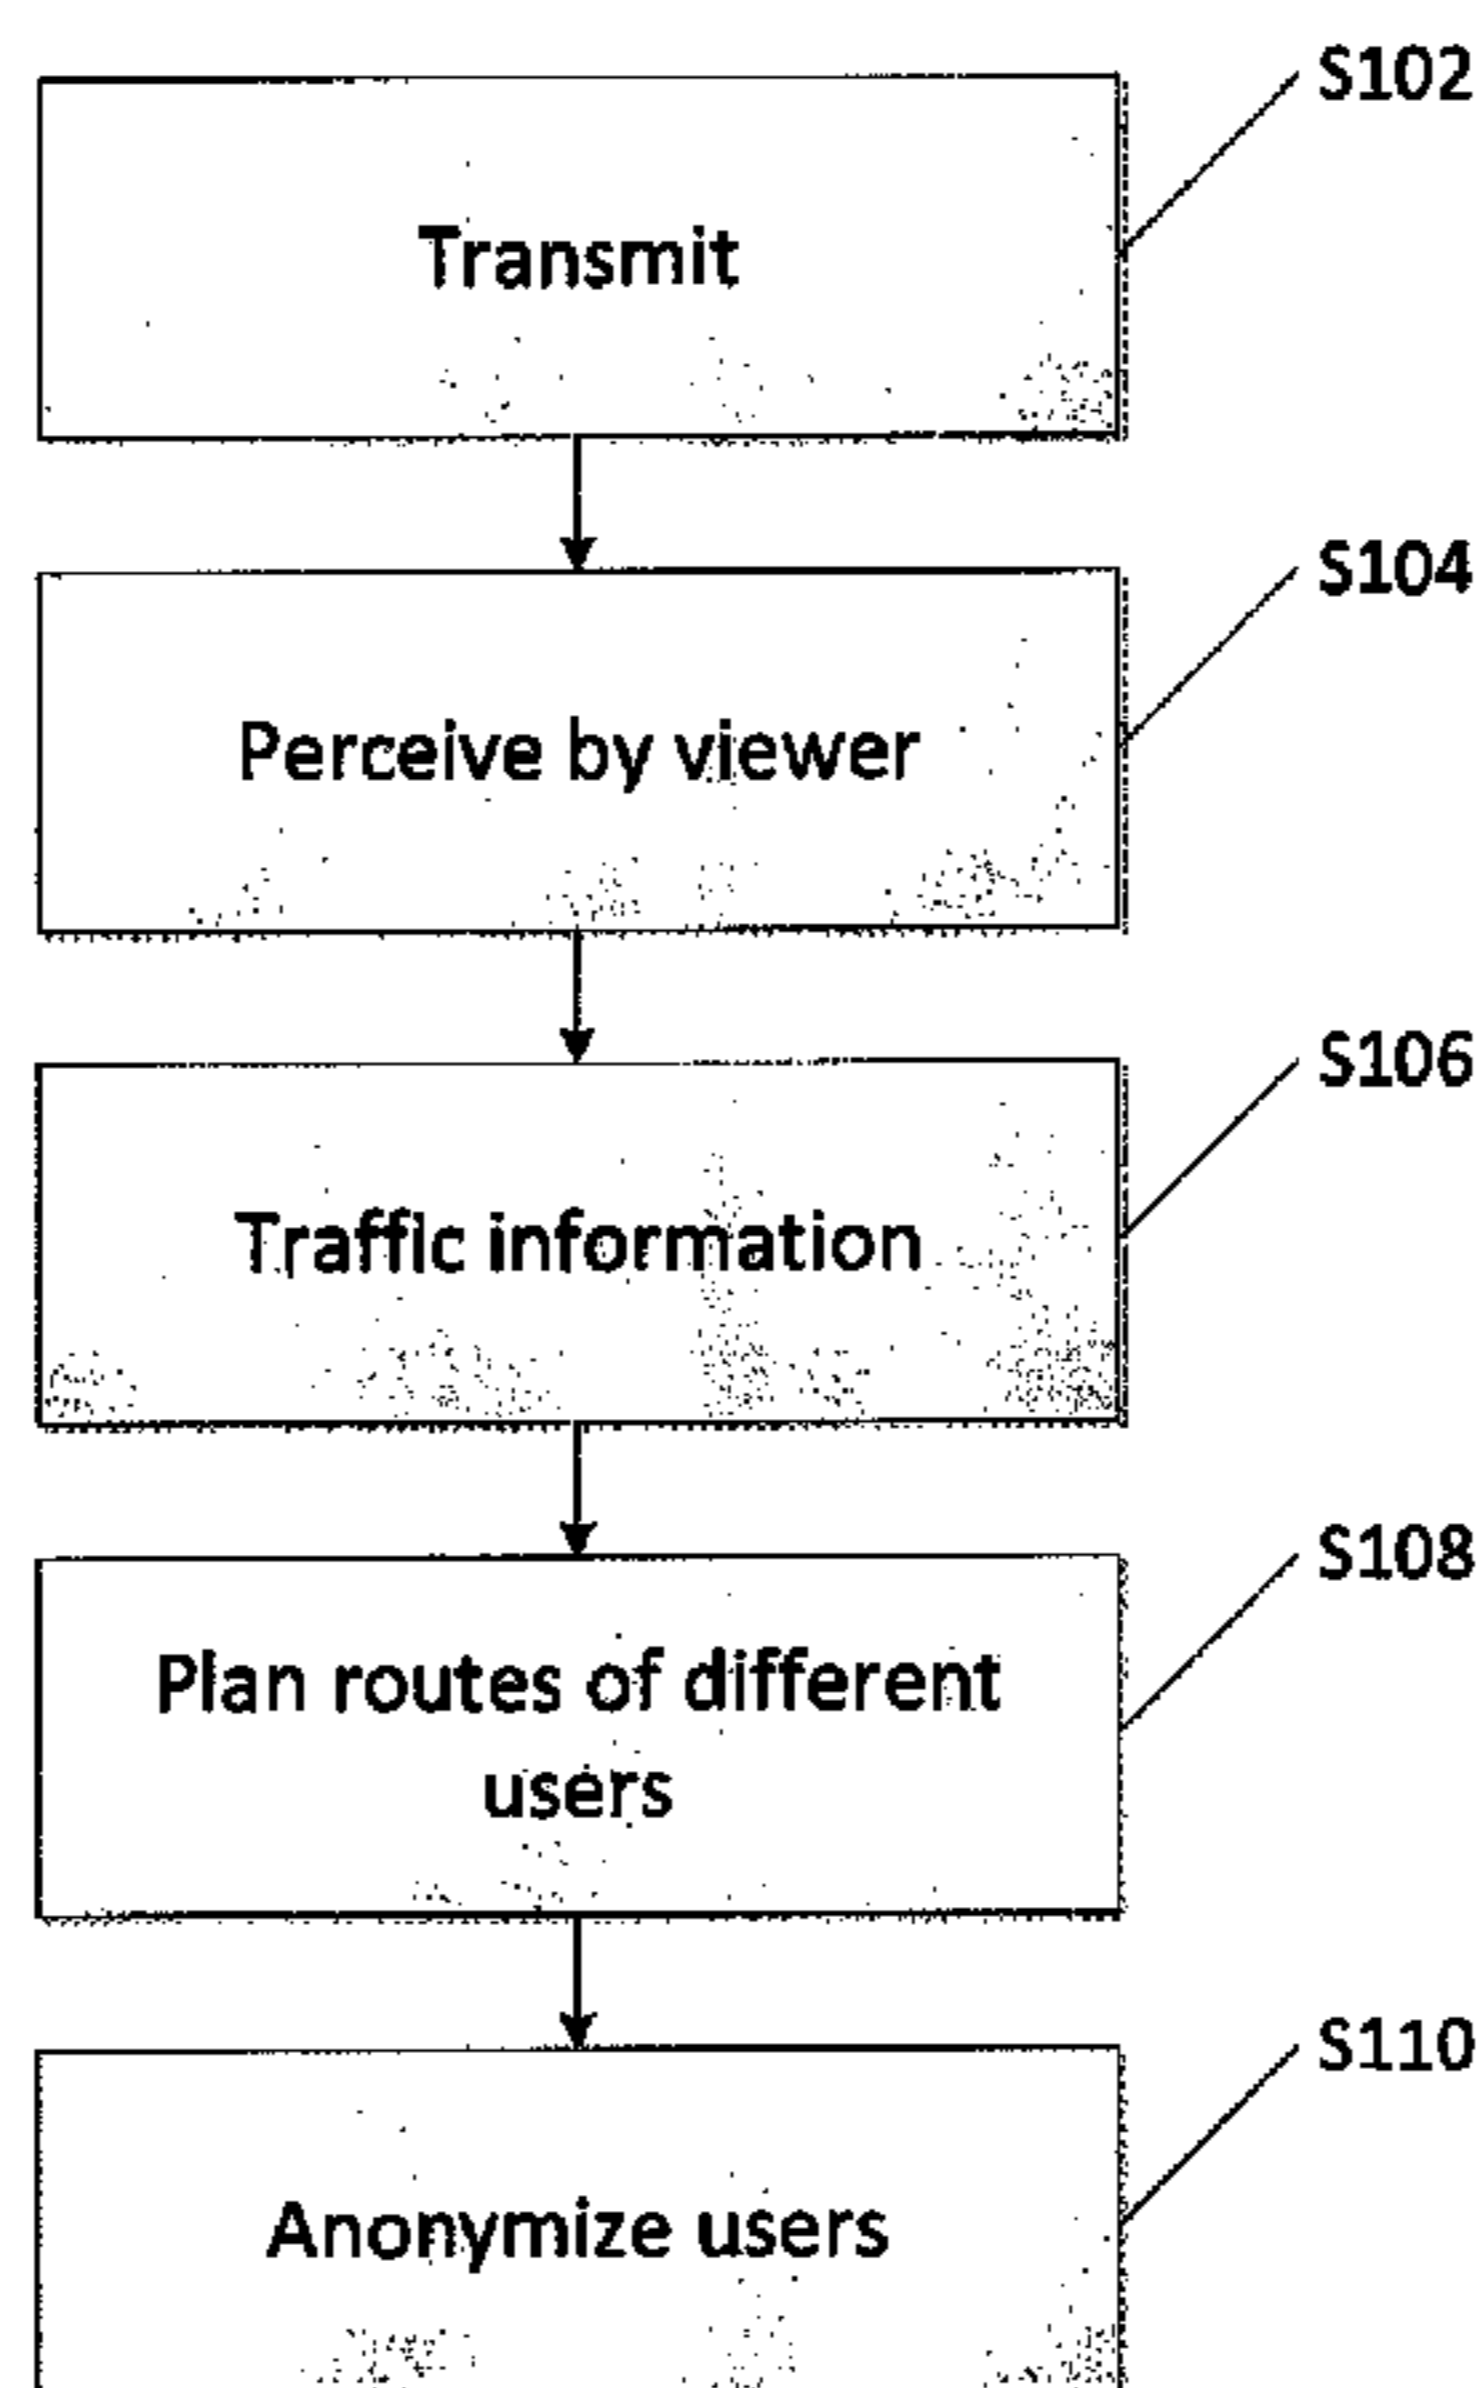 S102
Transmit
S104
Perceive by viewer
S106
Traffic information
S108
Plan routes of different
users
S110
Anonymize users